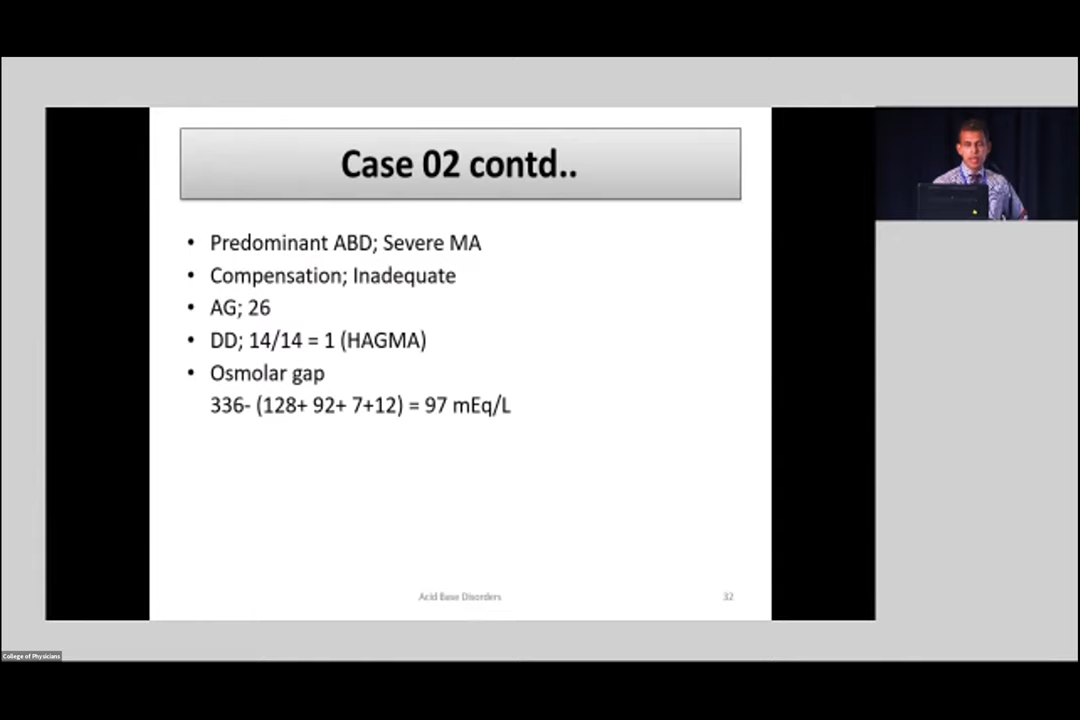 Case 02 contd..
• Predominant ABD; Severe MA
• Compensation; Inadequate
• AG; 26
• DD; 14/14 = 1 (HAGMA)
• Osmolar gap
336- (128+ 92+ 7+12) = 97 mEq/L
Acid Base Disorders
32
College of Physicians